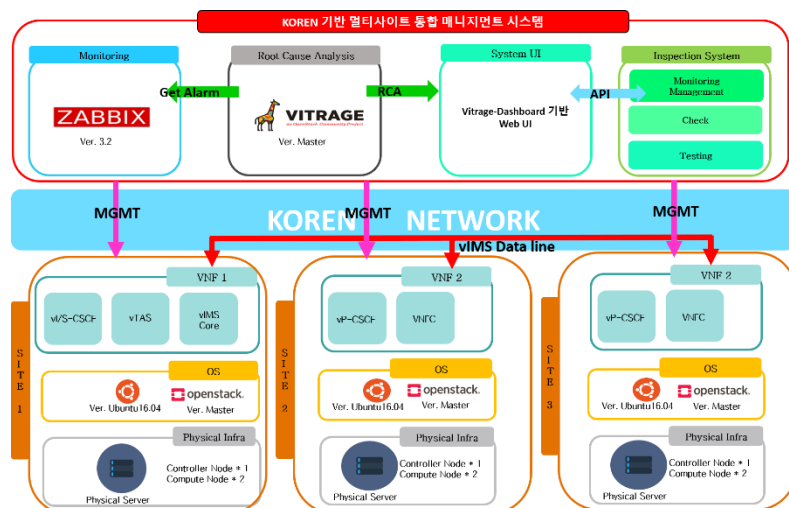 KOREN 기반 멀티사이트 통합 매니지먼트 시스템
Monitoring
ZABBIX
Ver. 3.2
Get Alarm
Root Cause Analysis
VITRAGE
an OpenStack Community Project
Ver. Master
RCA
System UI
Vitrage-Dashboard 기반
Web UI
API
Inspection System
Monitoring
Management
Check
Testing
MGMT
MGMT
MGMT
KOREN NETWORK
vIMS Data line
SITE 1
VNF 1
vI/S-CSCF
vTAS
vIMS
Core
OS
Ver. Ubuntu16.04
openstack.
Ver. Master
Physical Infra
Physical Server
Controller Node * 1
Compute Node * 2
SITE 2
VNF 2
vP-CSCF
VNFC
OS
Ver. Ubuntu16.04
openstack.
Ver. Master
Physical Infra
Physical Server
Controller Node * 1
Compute Node * 2
SITE 3
VNF 2
vP-CSCF
VNFC
OS
Ver. Ubuntu16.04
openstack.
Ver. Master
Physical Infra
Physical Server
Controller Node * 1
Compute Node * 2